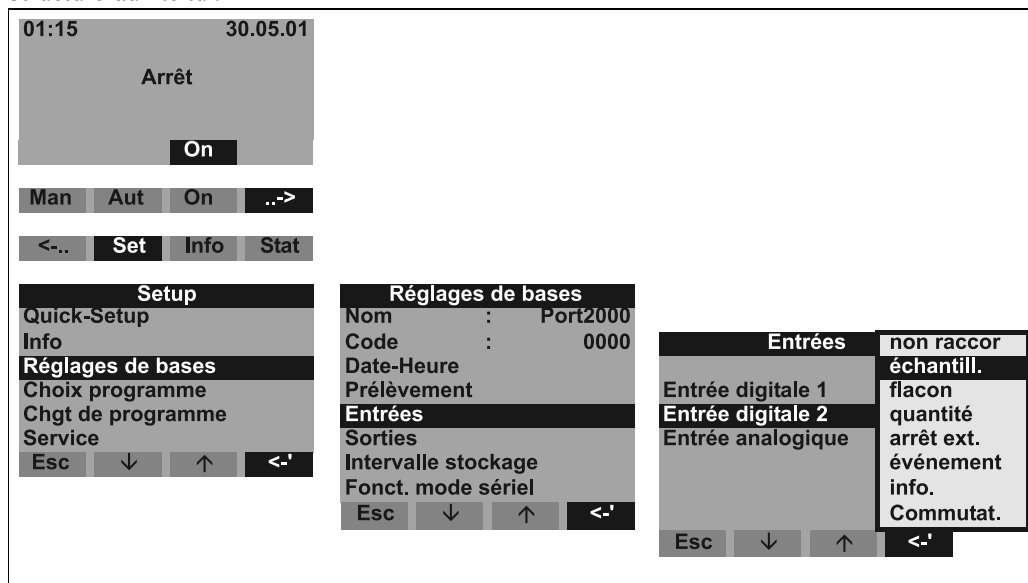 01:15 30.05.01
Arrêt
On
Man Aut On ..->
<-.. Set Info Stat
Setup
Quick-Setup
Info
Réglages de bases
Choix programme
Chgt de programme
Service
Esc ↓ ↑ <-'
Réglages de bases
Nom : Port2000
Code : 0000
Date-Heure
Prélèvement
Entrées
Sorties
Intervalle stockage
Fonct. mode sériel
Esc ↓ ↑ <-'
Entrées
Entrée digitale 1
Entrée digitale 2
Entrée analogique
non raccor
échantill.
flacon
quantité
arrêt ext.
événement
info.
Commutat.
Esc ↓ ↑ <-'